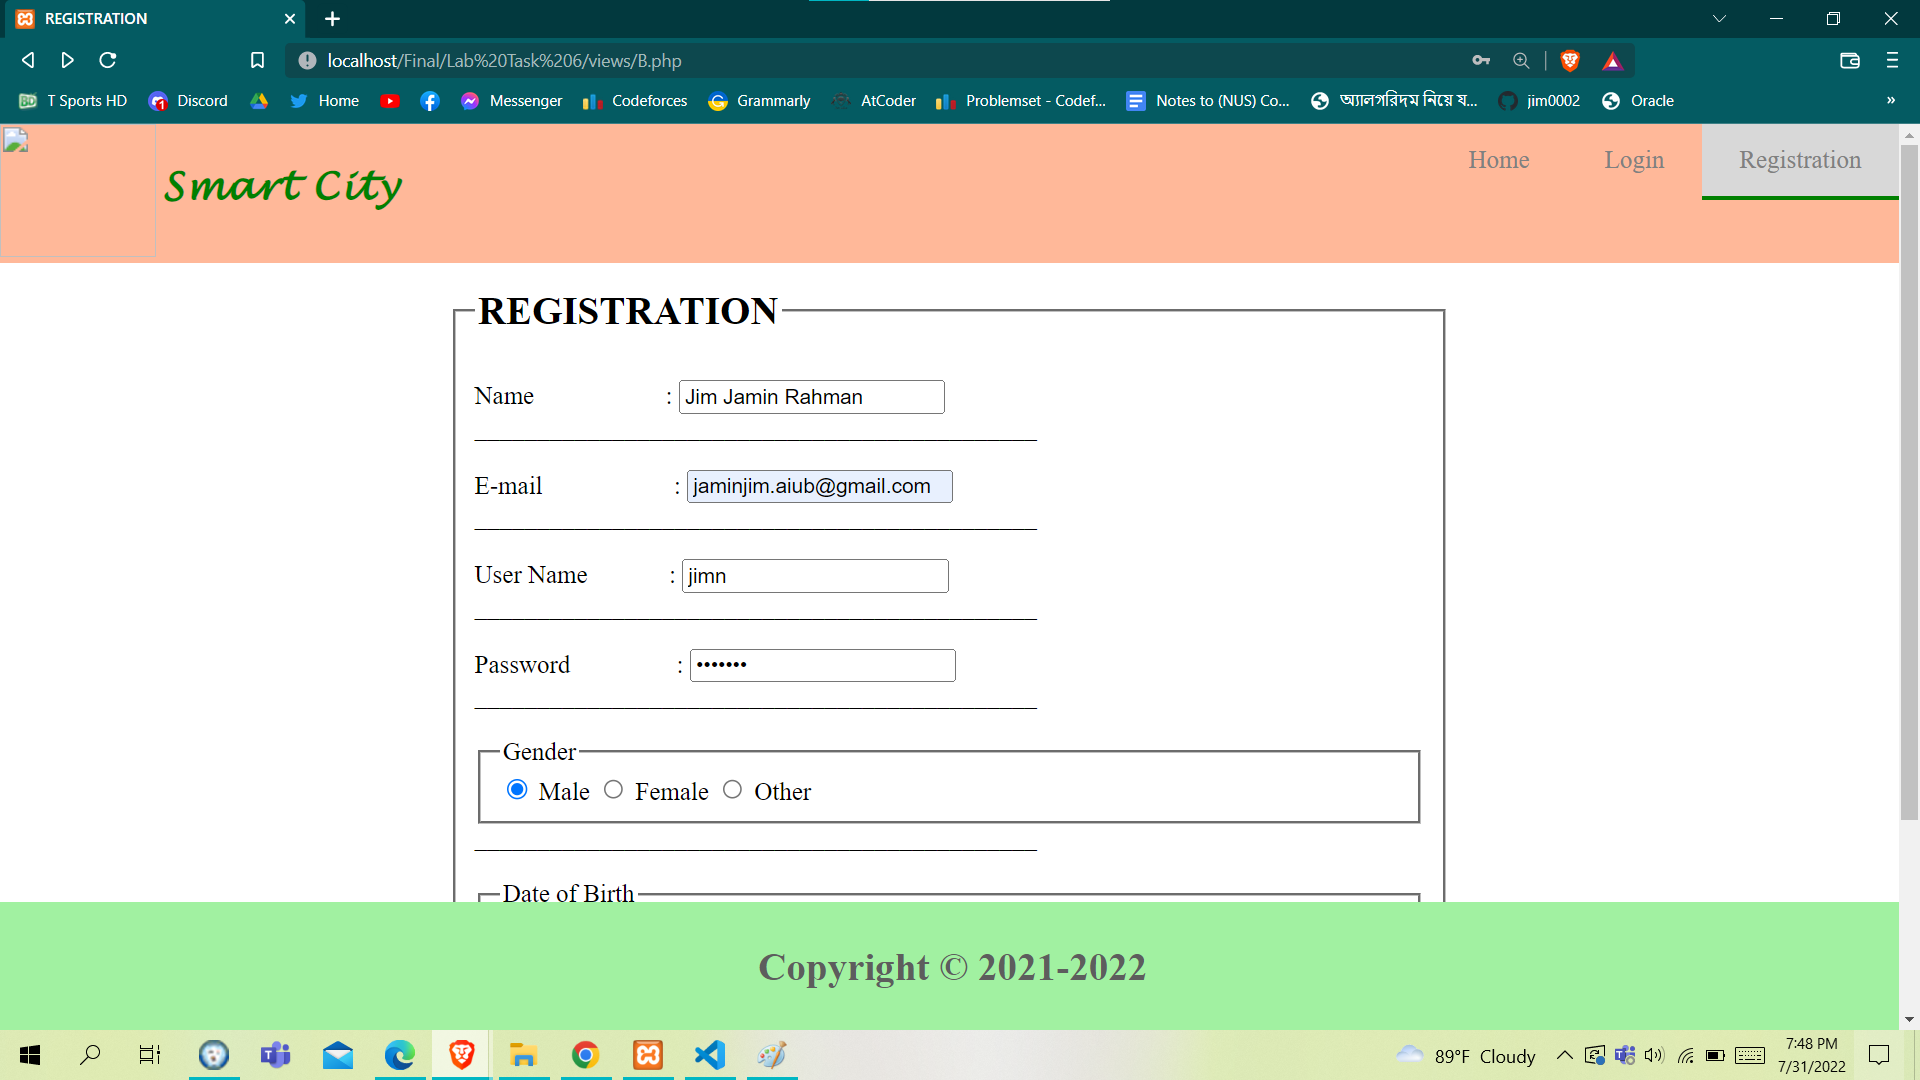 REGISTRATION
localhost/Final/Lab%20Task%206/views/B.php
T Sports HD Discord Home Messenger Codeforces Grammarly AtCoder Problemset - Codef... Notes to (NUS) Co... অ্যালগরিদম নিয়ে য... jim0002 Oracle »
Smart City
Home Login Registration
REGISTRATION
Name : Jim Jamin Rahman
E-mail : jaminjim.aiub@gmail.com
User Name : jimn
Password : •••••••
Gender
Male Female Other
Date of Birth
Copyright © 2021-2022
89°F Cloudy
7:48 PM
7/31/2022